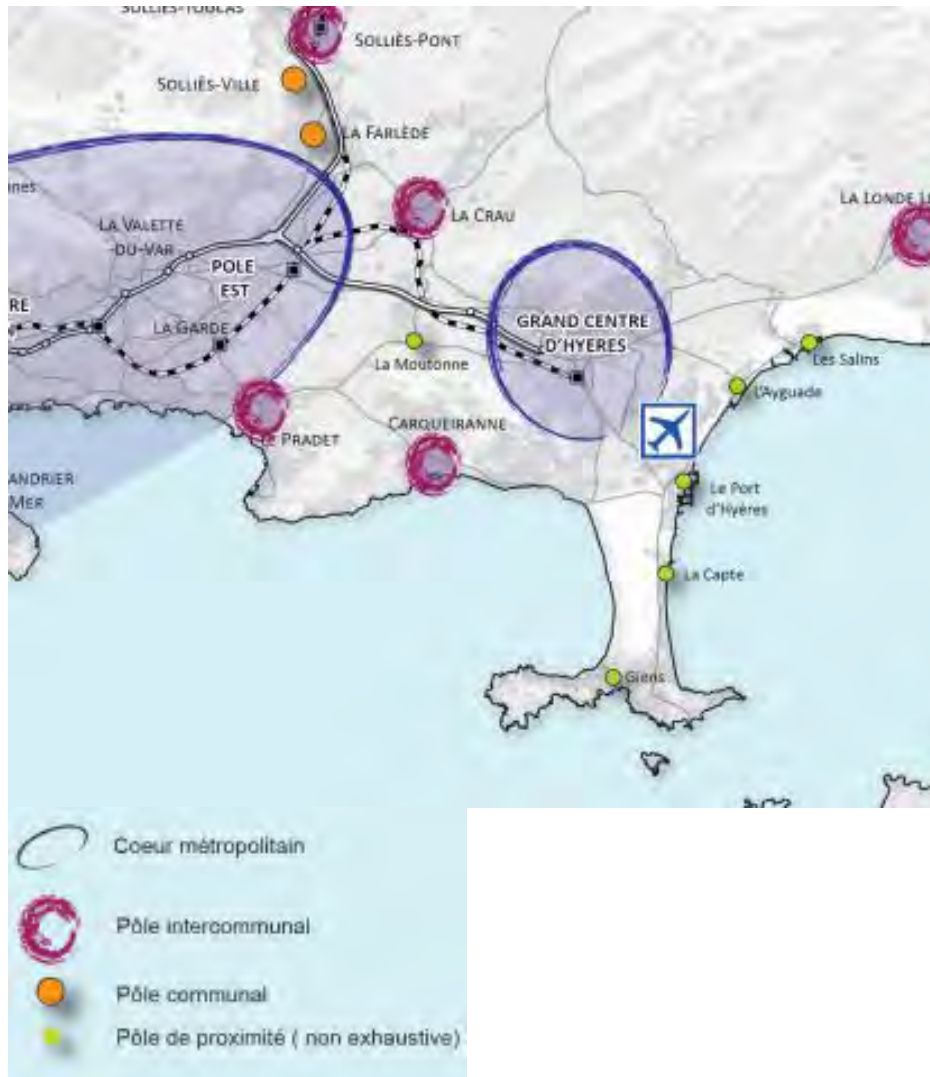 SOLLIÈS-PONT
SOLLIÈS-VILLE
LA FARLÈDE
nnes
LA CRAU
LA LONDE
LA VALETTE
-DU-VAR
POLE
EST
RE
GRAND CENTRE
D'HYERES
LA GARDE
La Moutonne
Les Salins
L'Ayguade
CARQUEIRANNE
LE PRADET
ANDRIER
MER
Le Port
d'Hyères
La Capte
Giens
Coeur métropolitain
Pôle intercommunal
Pôle communal
Pôle de proximité ( non exhaustive)